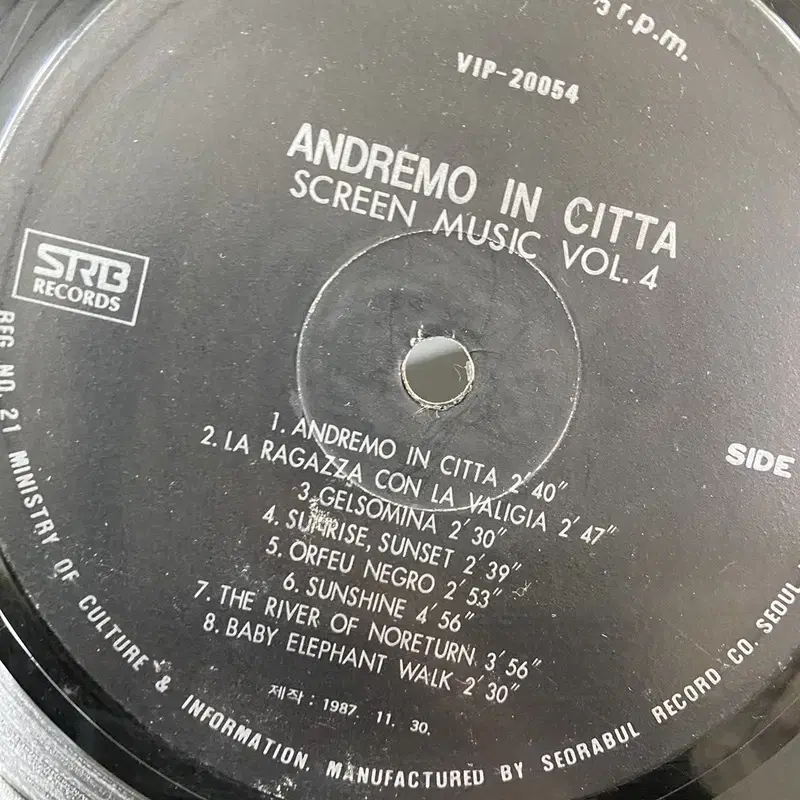 r.p.m.
VIP-20054
ANDREMO IN CITTA
SCREEN MUSIC VOL. 4
SRB
RECORDS
SIDE
1. ANDREMO IN CITTA 2′40″
2. LA RAGAZZA CON LA VALIGIA 2′47″
3. GELSOMINA 2′30″
4. SUNRISE, SUNSET 2′39″
5. ORFEU NEGRO 2′53″
6. SUNSHINE 4′56″
7. THE RIVER OF NORETURN 3′56″
8. BABY ELEPHANT WALK 2′30″
제작 : 1987. 11. 30.
REG NO. 21 MINISTRY OF CULTURE & INFORMATION, MANUFACTURED BY SEORABUL RECORD CO. SEOUL